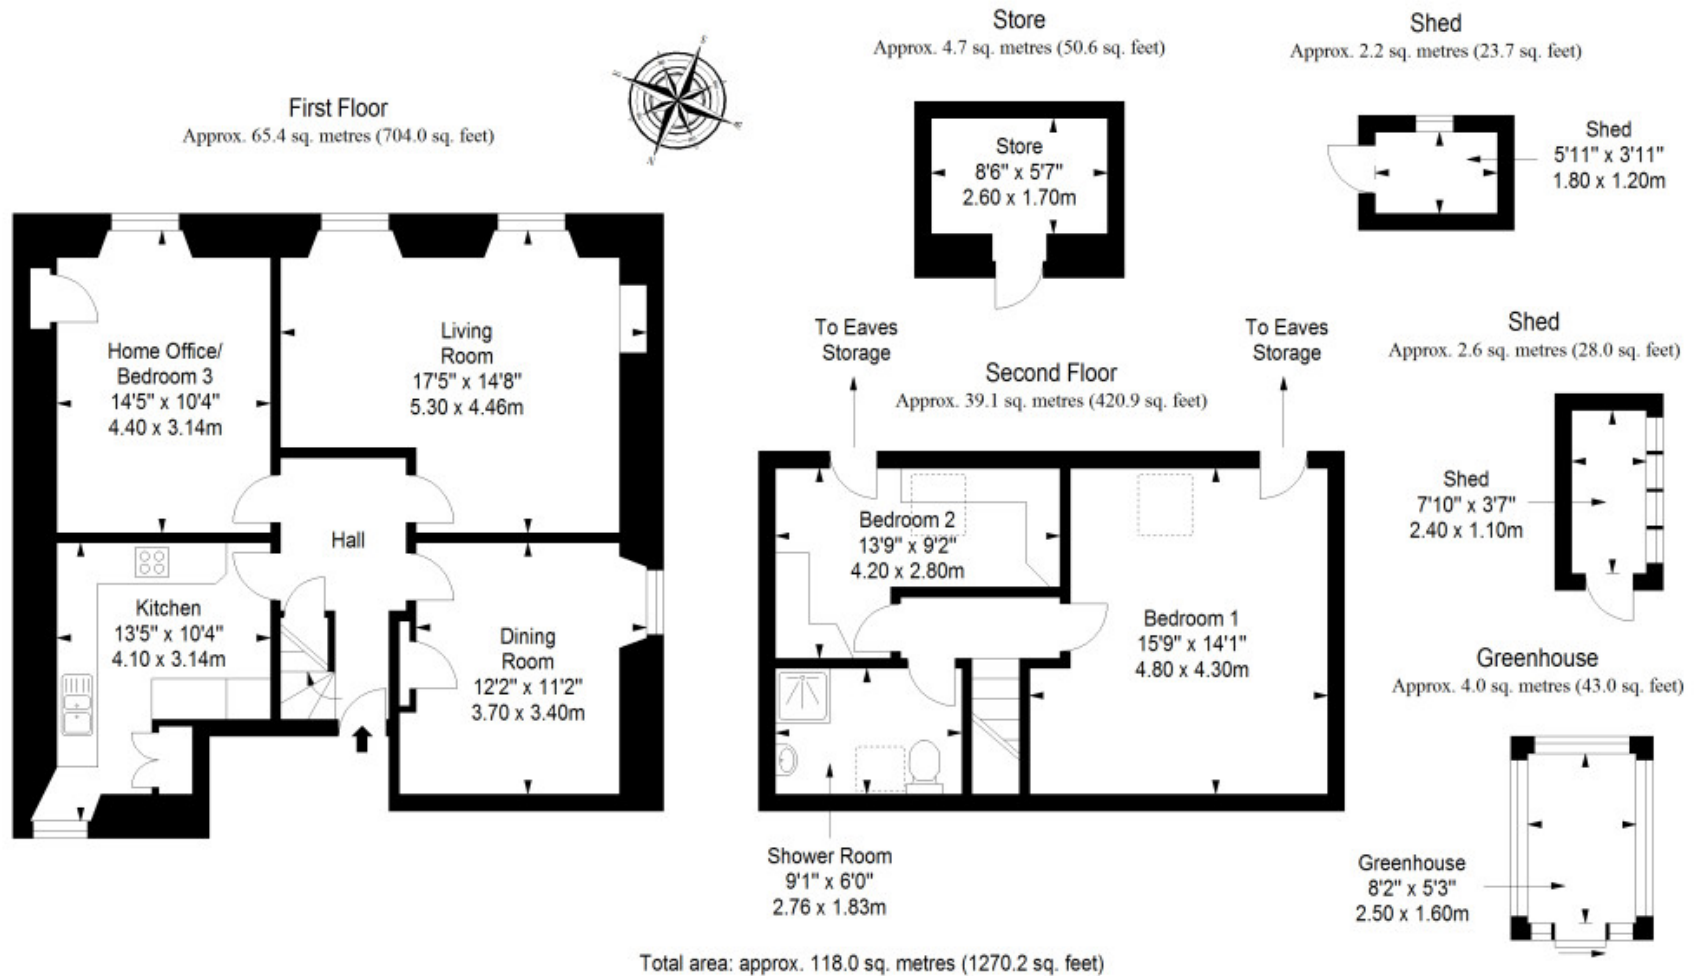 First Floor
Approx. 65.4 sq. metres (704.0 sq. feet)
S
E
W
N
Store
Approx. 4.7 sq. metres (50.6 sq. feet)
Shed
Approx. 2.2 sq. metres (23.7 sq. feet)
Store
8'6" x 5'7"
2.60 x 1.70m
Shed
5'11" x 3'11"
1.80 x 1.20m
Home Office/
Bedroom 3
14'5" x 10'4"
4.40 x 3.14m
Living
Room
17'5" x 14'8"
5.30 x 4.46m
Hall
Kitchen
13'5" x 10'4"
4.10 x 3.14m
Dining
Room
12'2" x 11'2"
3.70 x 3.40m
To Eaves
Storage
Second Floor
Approx. 39.1 sq. metres (420.9 sq. feet)
To Eaves
Storage
Bedroom 2
13'9" x 9'2"
4.20 x 2.80m
Bedroom 1
15'9" x 14'1"
4.80 x 4.30m
Shower Room
9'1" x 6'0"
2.76 x 1.83m
Shed
Approx. 2.6 sq. metres (28.0 sq. feet)
Shed
7'10" x 3'7"
2.40 x 1.10m
Greenhouse
Approx. 4.0 sq. metres (43.0 sq. feet)
Greenhouse
8'2" x 5'3"
2.50 x 1.60m
Total area: approx. 118.0 sq. metres (1270.2 sq. feet)